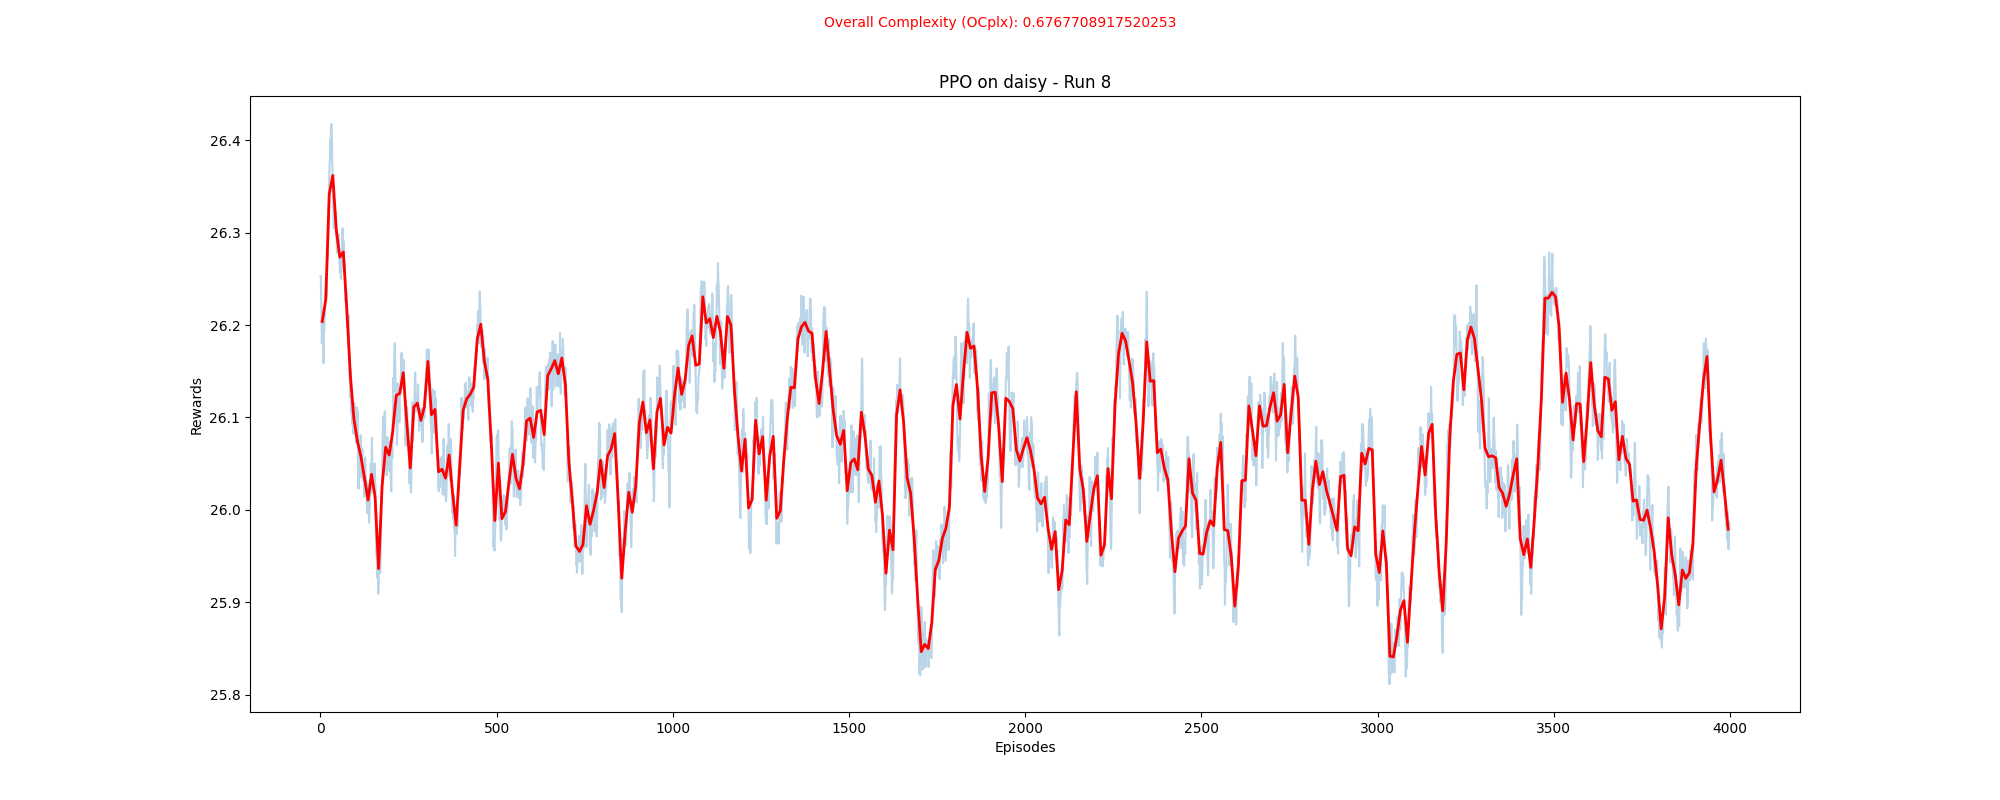 Overall Complexity (OCplx): 0.6767708917520253
PPO on daisy - Run 8
Rewards
26.4
26.3
26.2
26.1
26.0
25.9
25.8
0 500 1000 1500 2000 2500 3000 3500 4000
Episodes